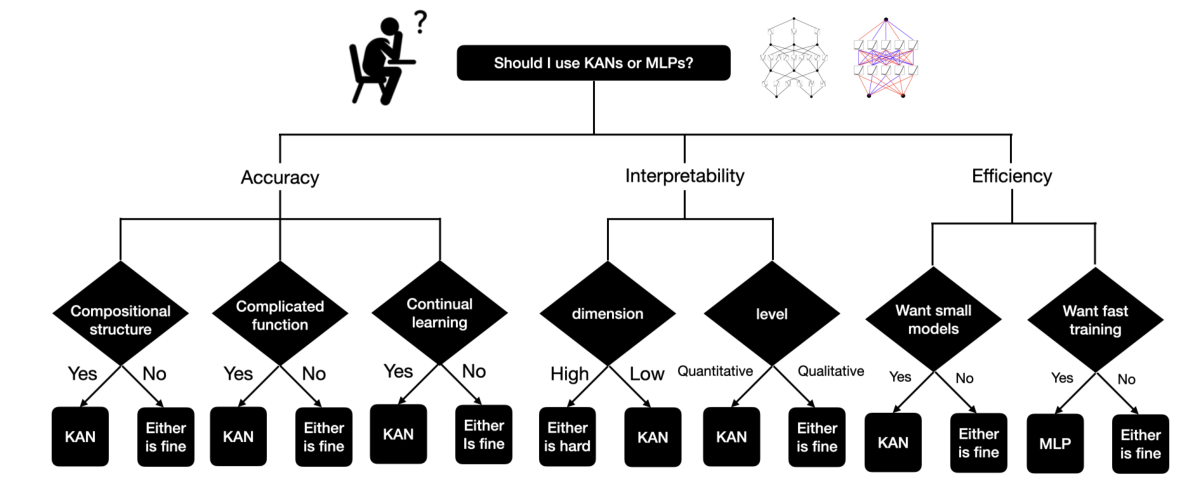 ?
Should I use KANs or MLPs?
Accuracy
Interpretability
Efficiency
Compositional
structure
Complicated
function
Continual
learning
dimension
level
Want small
models
Want fast
training
Yes
No
Yes
No
Yes
No
High
Low
Quantitative
Qualitative
Yes
No
Yes
No
KAN
Either
is fine
KAN
Either
is fine
KAN
Either
Is fine
Either
is hard
KAN
KAN
Either
is fine
KAN
Either
is fine
MLP
Either
is fine